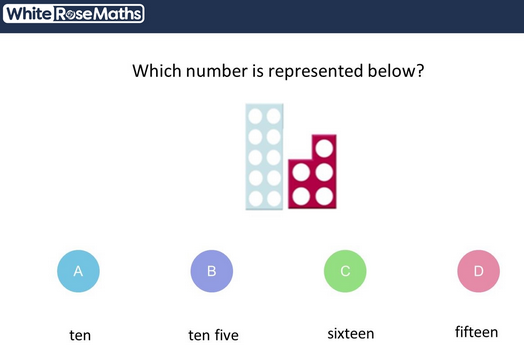 White Rose Maths
Which number is represented below?
A
B
C
D
ten
ten five
sixteen
fifteen